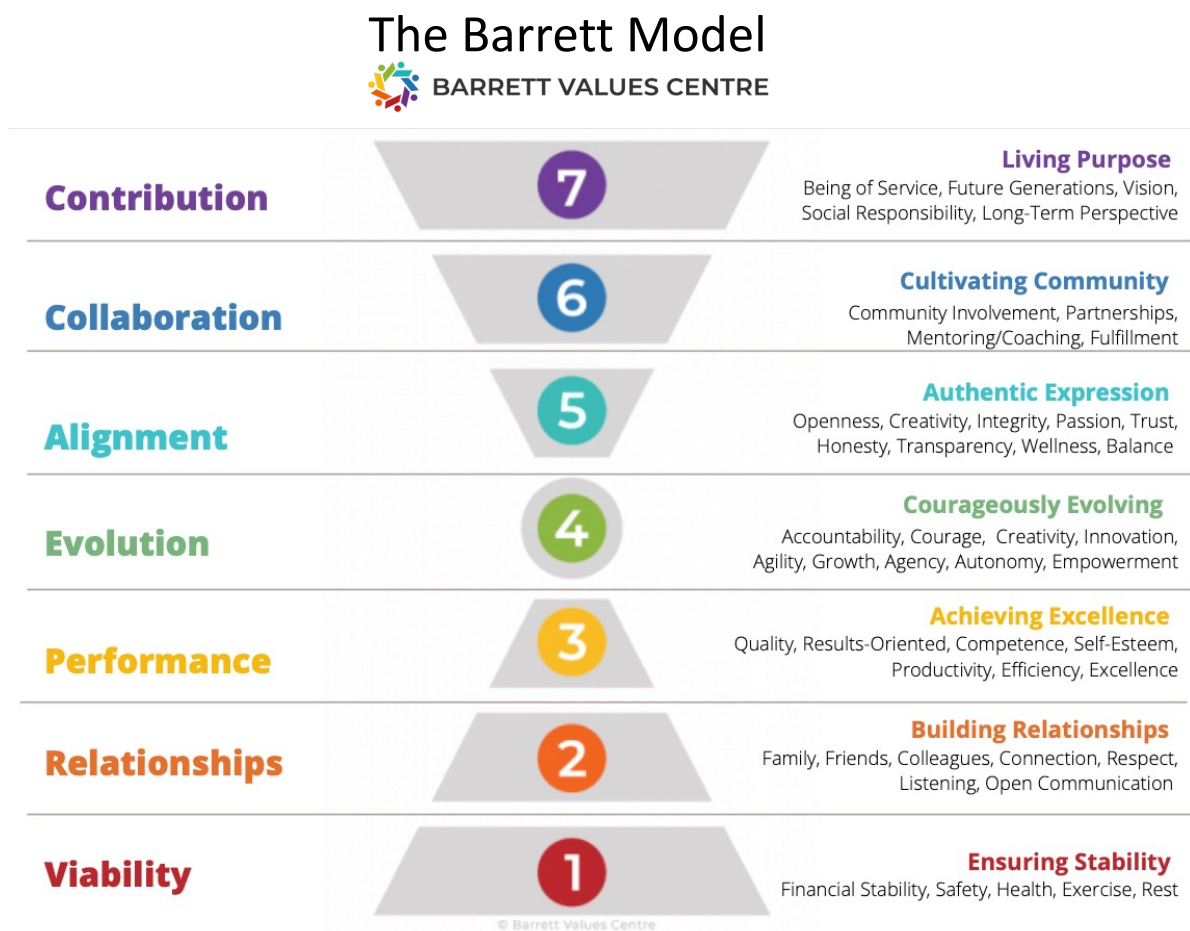 The Barrett Model
BARRETT VALUES CENTRE
Contribution
7
Living Purpose
Being of Service, Future Generations, Vision,
Social Responsibility, Long-Term Perspective
Collaboration
6
Cultivating Community
Community Involvement, Partnerships,
Mentoring/Coaching, Fulfillment
Alignment
5
Authentic Expression
Openness, Creativity, Integrity, Passion, Trust,
Honesty, Transparency, Wellness, Balance
Evolution
4
Courageously Evolving
Accountability, Courage, Creativity, Innovation,
Agility, Growth, Agency, Autonomy, Empowerment
Performance
3
Achieving Excellence
Quality, Results-Oriented, Competence, Self-Esteem,
Productivity, Efficiency, Excellence
Relationships
2
Building Relationships
Family, Friends, Colleagues, Connection, Respect,
Listening, Open Communication
Viability
1
Ensuring Stability
Financial Stability, Safety, Health, Exercise, Rest
© Barrett Values Centre